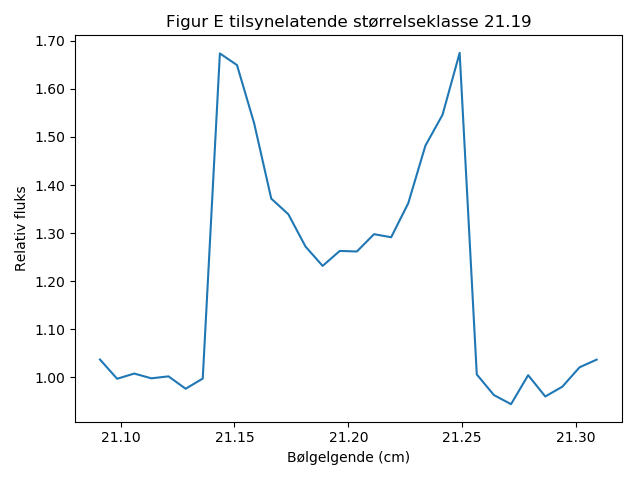 Figur E tilsynelatende størrelseklasse 21.19
1.70
1.60
1.50
1.40
1.30
1.20
1.10
1.00
Relativ fluks
21.10 21.15 21.20 21.25 21.30
Bølgelgende (cm)